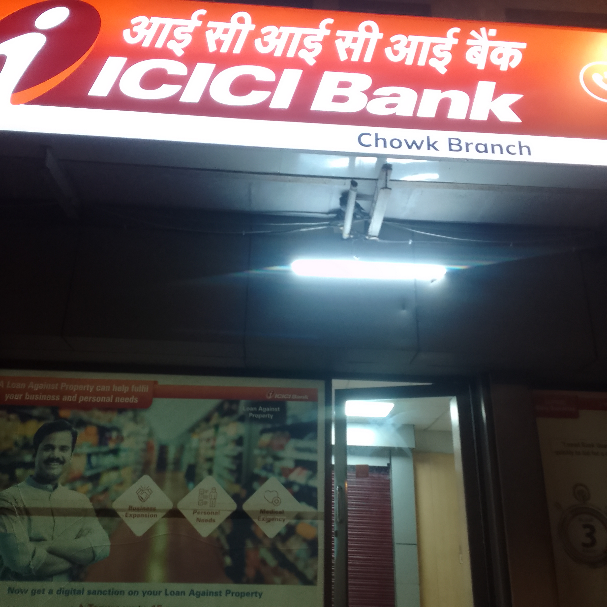 आई सी आई सी आई बैंक
ICICI Bank
Chowk Branch
A Loan Against Property can help fulfil
your business and personal needs
ICICI Bank
Loan Against
Property
Business
Expansion
Personal
Needs
Medical
Exigency
Now get a digital sanction on your Loan Against Property
3